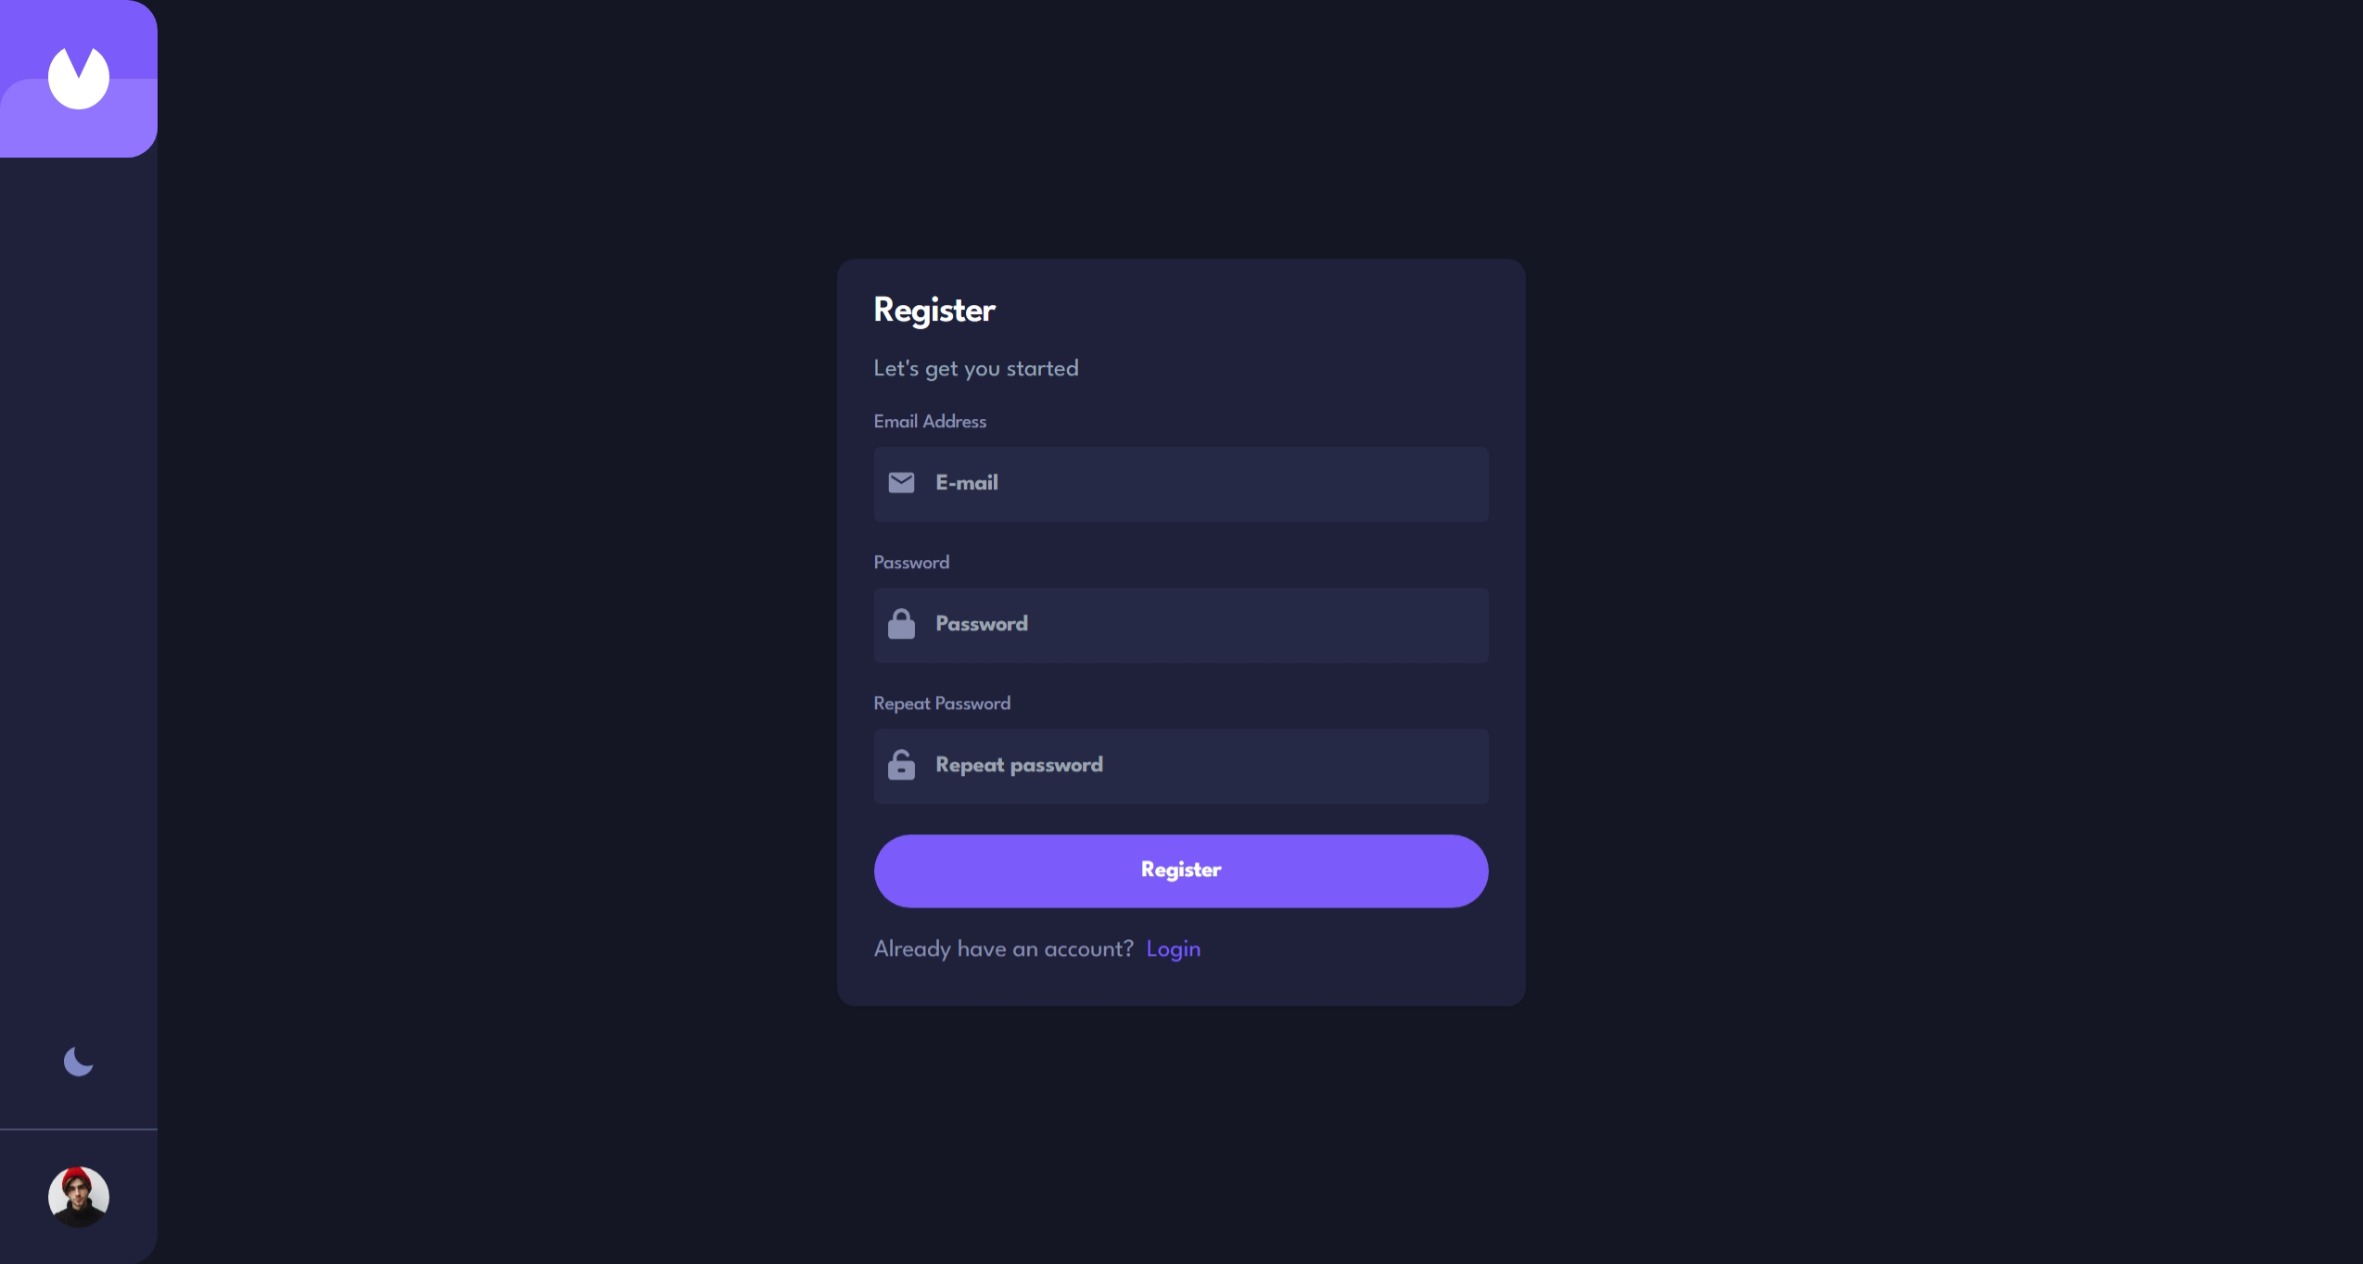 Register
Let's get you started
Email Address
E-mail
Password
Password
Repeat Password
Repeat password
Register
Already have an account? Login